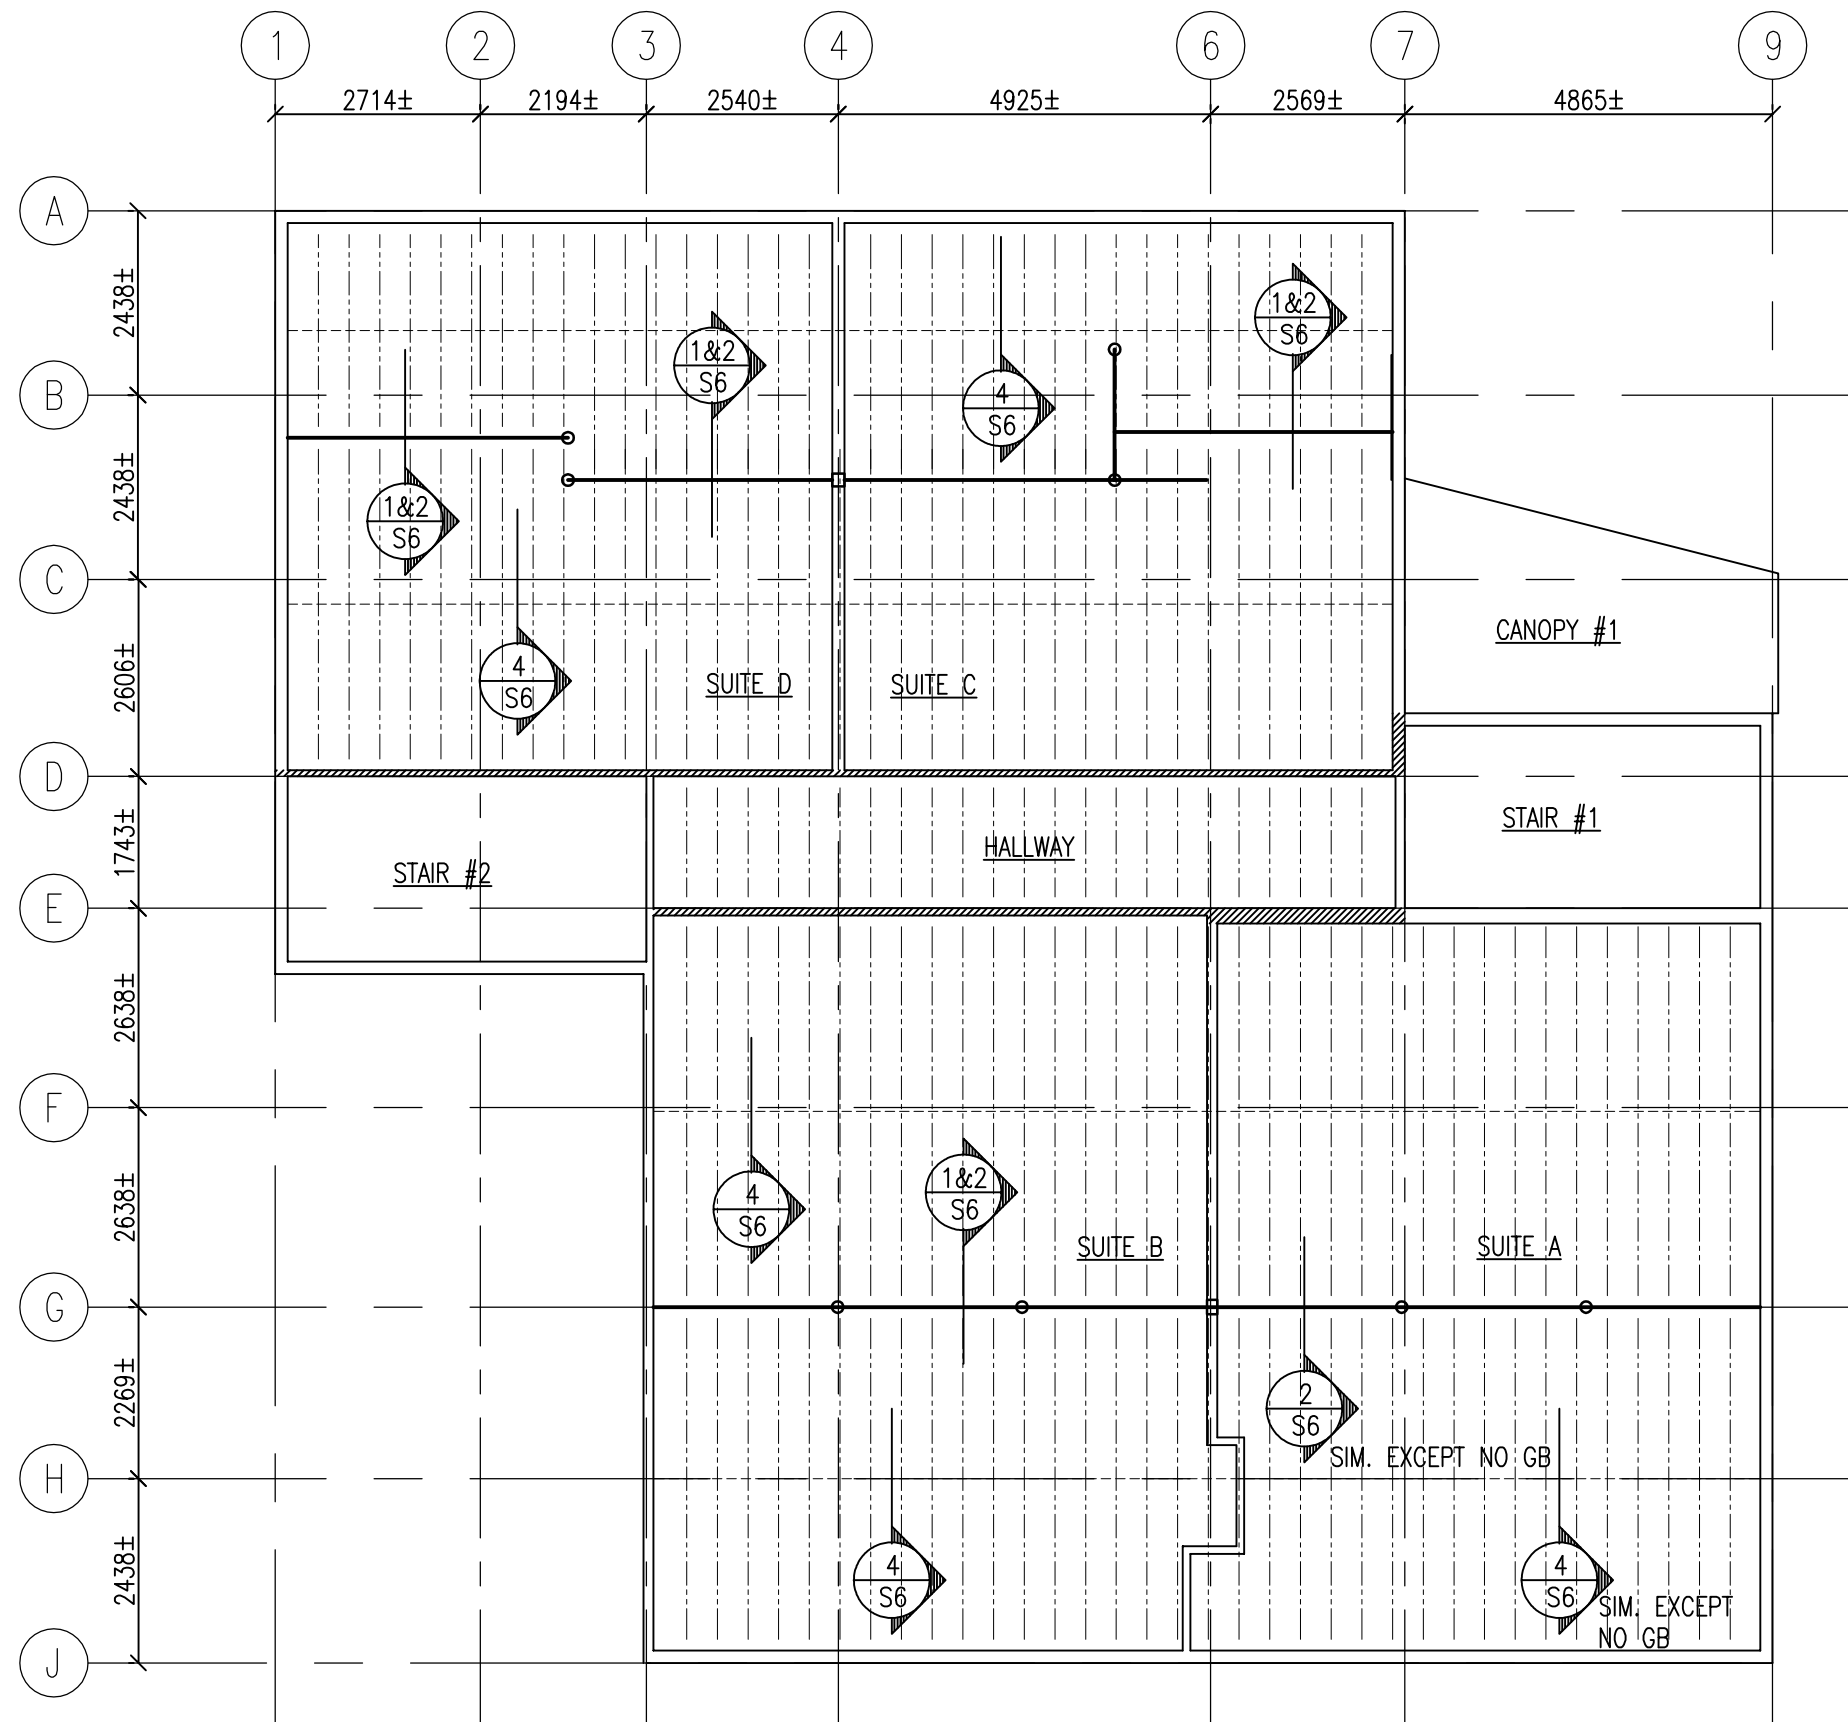 1 2 3 4 6 7 9
2714± 2194± 2540± 4925± 2569± 4865±
A
2438±
B
2438±
C
2606±
D
1743±
E
2638±
F
2638±
G
2269±
H
2438±
J
1&2
S6
1&2
S6
4
S6
1&2
S6
4
S6
SUITE D
SUITE C
CANOPY #1
STAIR #1
HALLWAY
STAIR #2
4
S6
1&2
S6
SUITE B
SUITE A
2
S6
SIM. EXCEPT NO GB
4
S6
4
S6
SIM. EXCEPT
NO GB